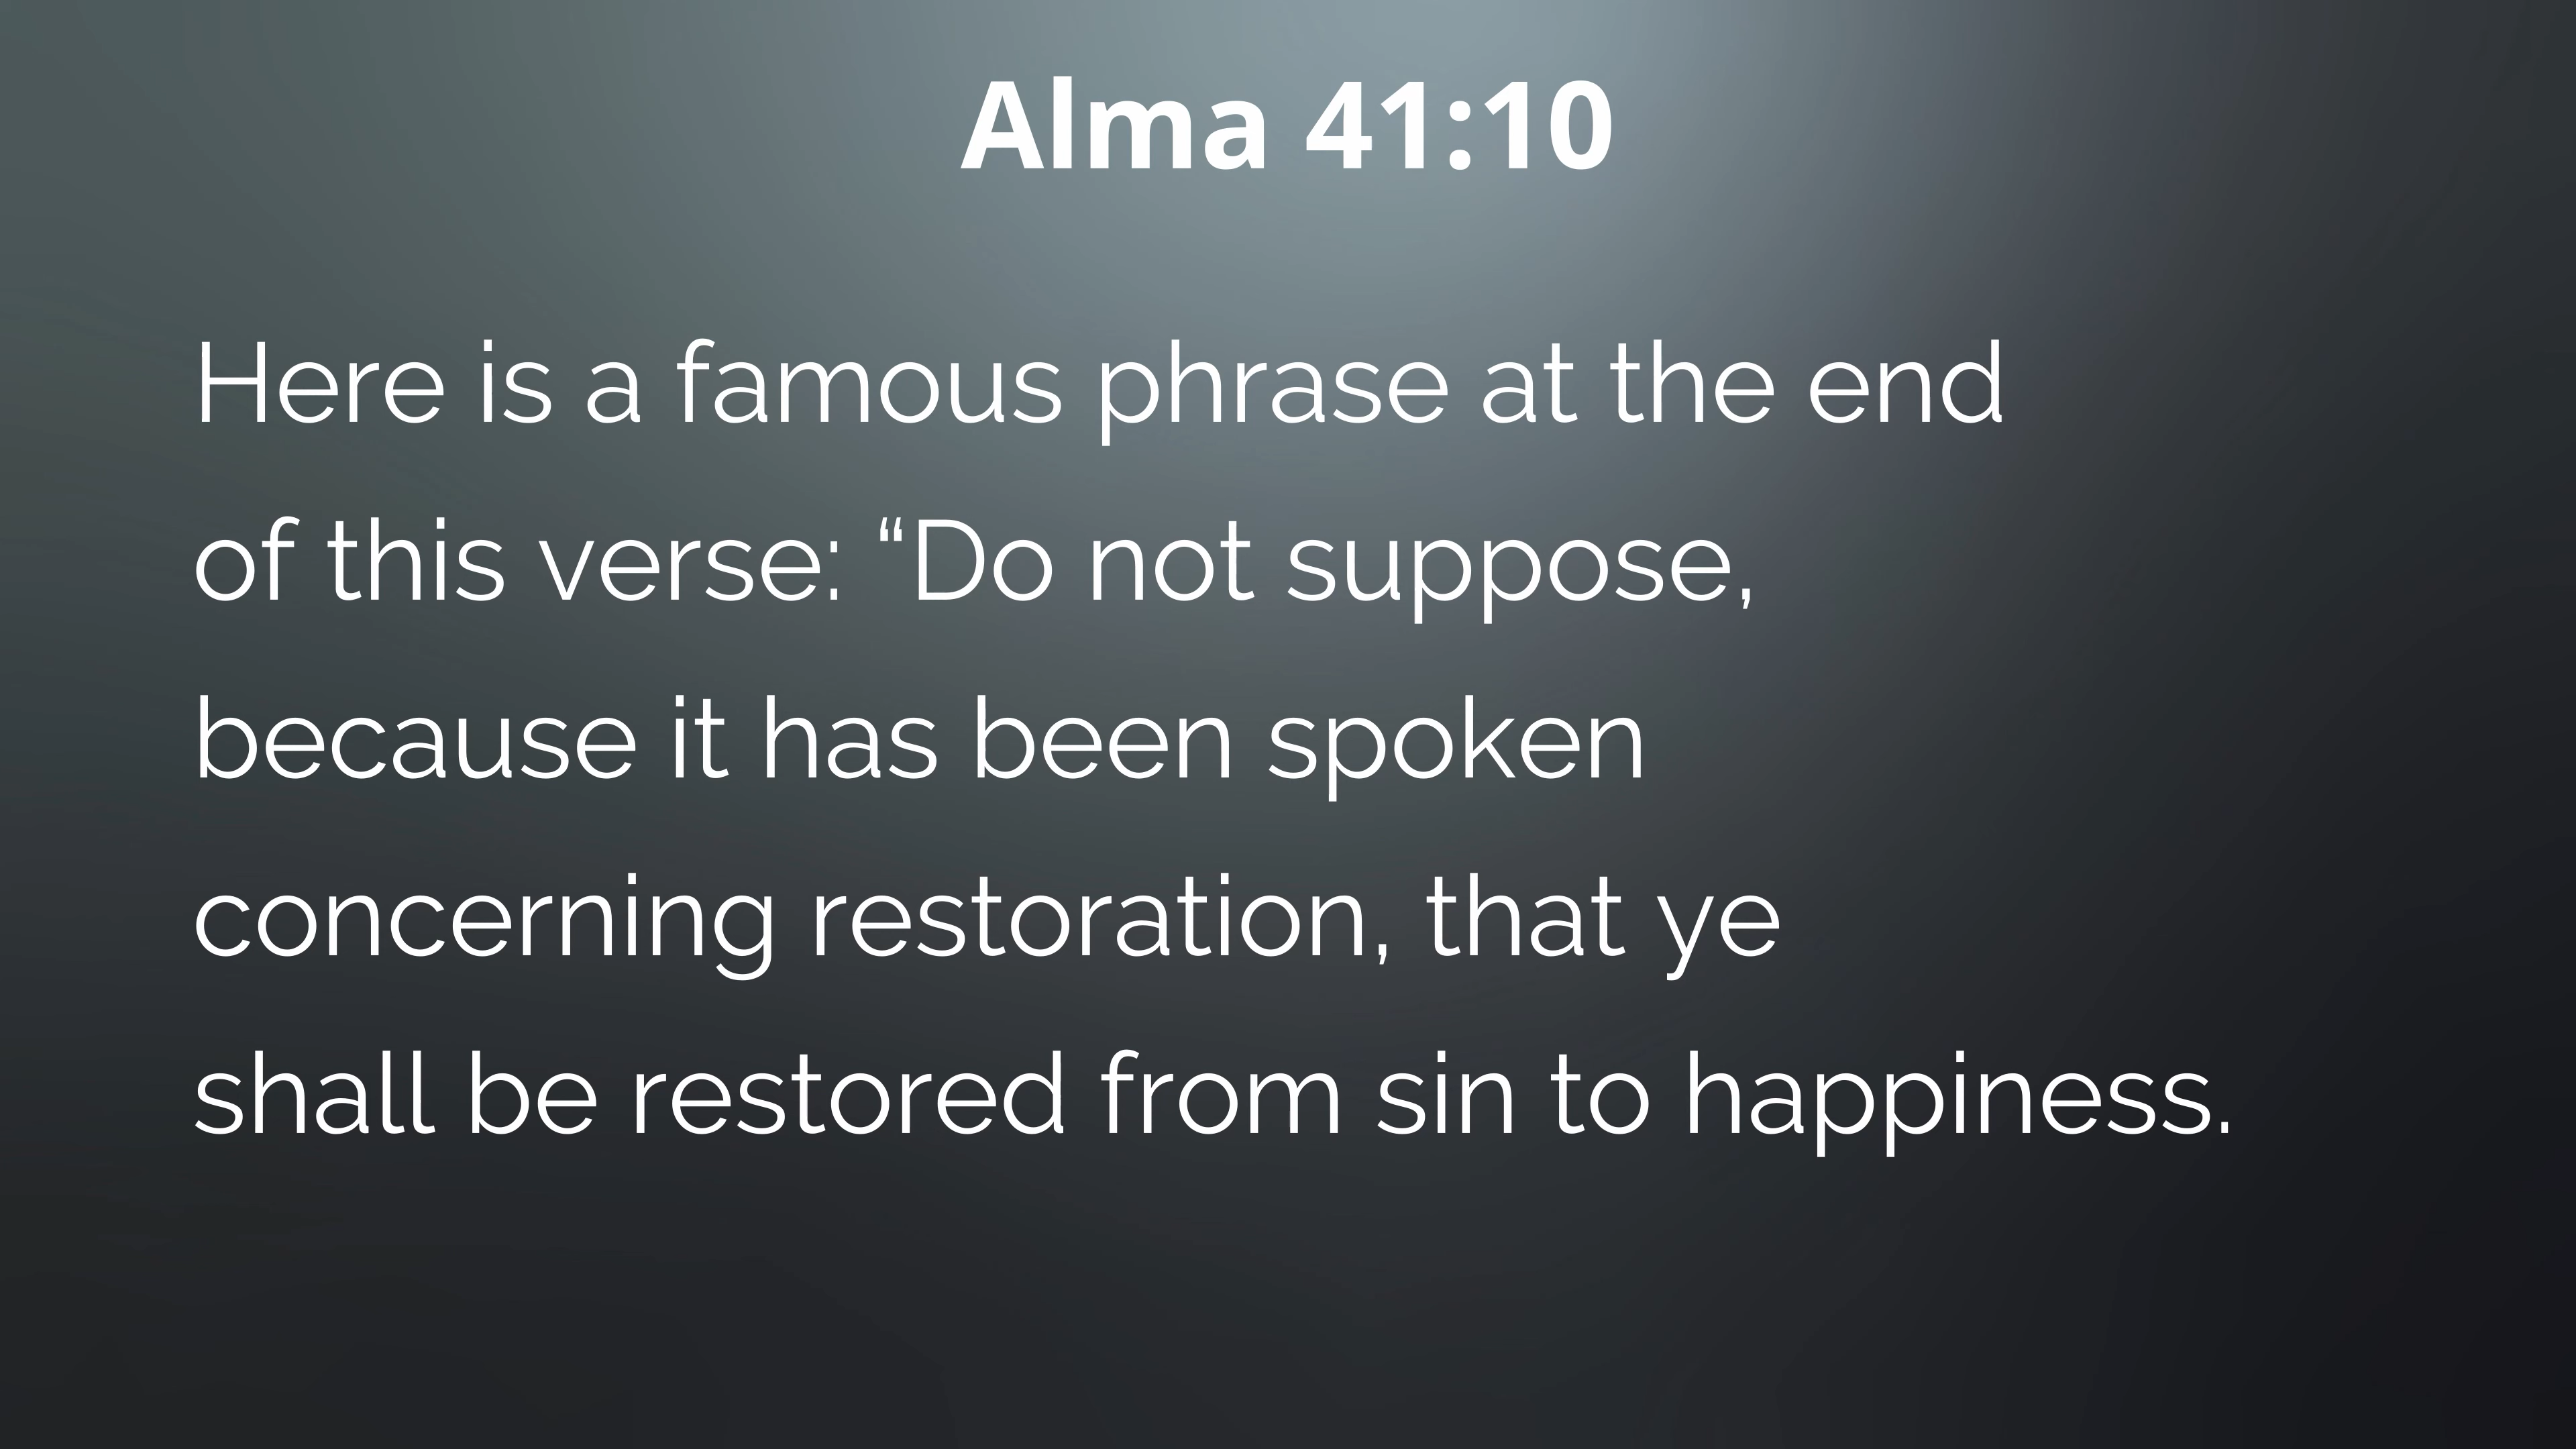 Alma 41:10
Here is a famous phrase at the end
of this verse: “Do not suppose,
because it has been spoken
concerning restoration, that ye
shall be restored from sin to happiness.